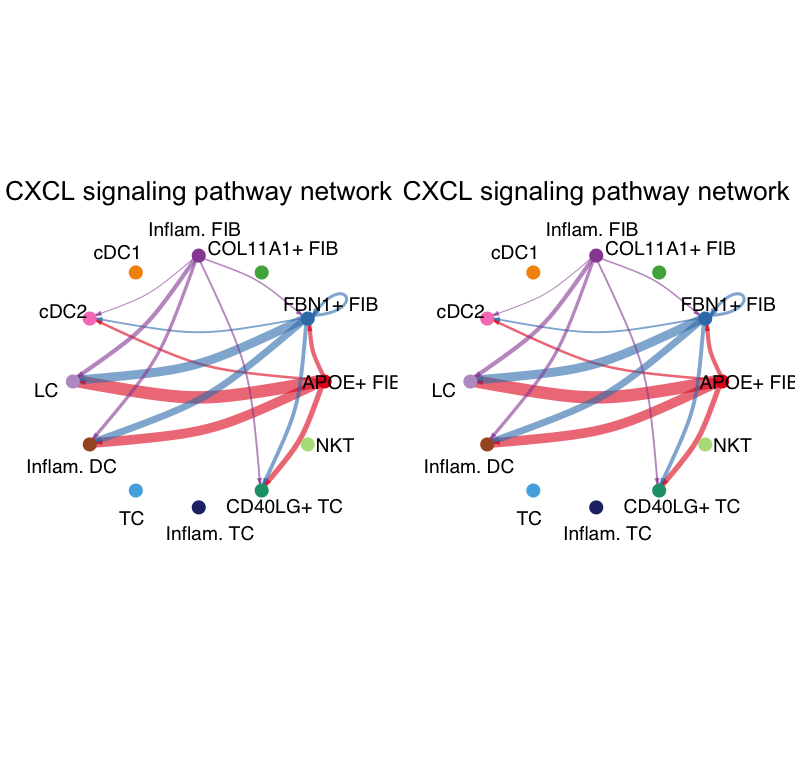 CXCL signaling pathway network
Inflam. FIB
cDC1
COL11A1+ FIB
cDC2
FBN1+ FIB
LC
APOE+ FIE
Inflam. DC
NKT
TC
CD40LG+ TC
Inflam. TC
CXCL signaling pathway network
Inflam. FIB
cDC1
COL11A1+ FIB
cDC2
FBN1+ FIB
LC
APOE+ FIB
Inflam. DC
NKT
TC
CD40LG+ TC
Inflam. TC